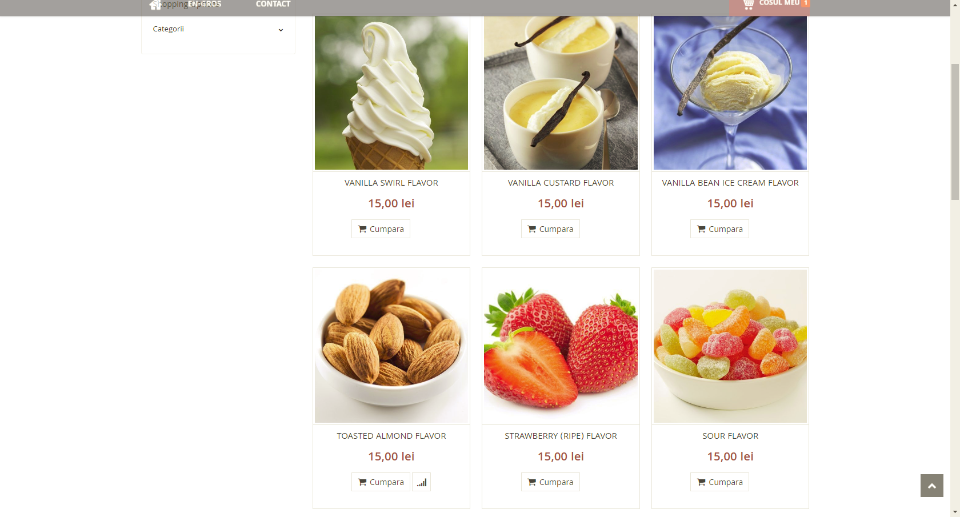 EN-GROS
CONTACT
COSUL MEU 1
Categorii
VANILLA SWIRL FLAVOR
VANILLA CUSTARD FLAVOR
VANILLA BEAN ICE CREAM FLAVOR
15,00 lei
15,00 lei
15,00 lei
Cumpara
Cumpara
Cumpara
TOASTED ALMOND FLAVOR
STRAWBERRY (RIPE) FLAVOR
SOUR FLAVOR
15,00 lei
15,00 lei
15,00 lei
Cumpara
Cumpara
Cumpara